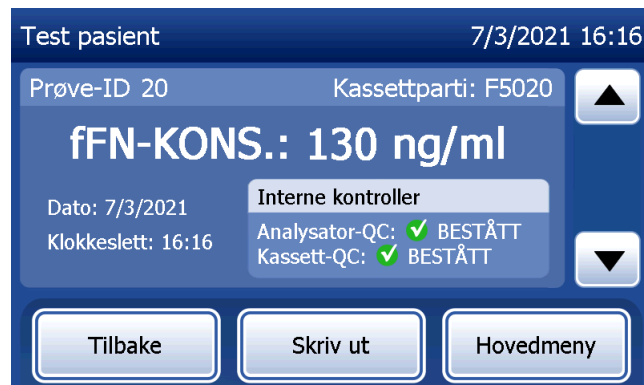 Test pasient 7/3/2021 16:16
Prøve-ID 20 Kassettparti: F5020
fFN-KONS.: 130 ng/ml
Dato: 7/3/2021
Klokkeslett: 16:16
Interne kontroller
Analysator-QC: BESTÅTT
Kassett-QC: BESTÅTT
Tilbake Skriv ut Hovedmeny